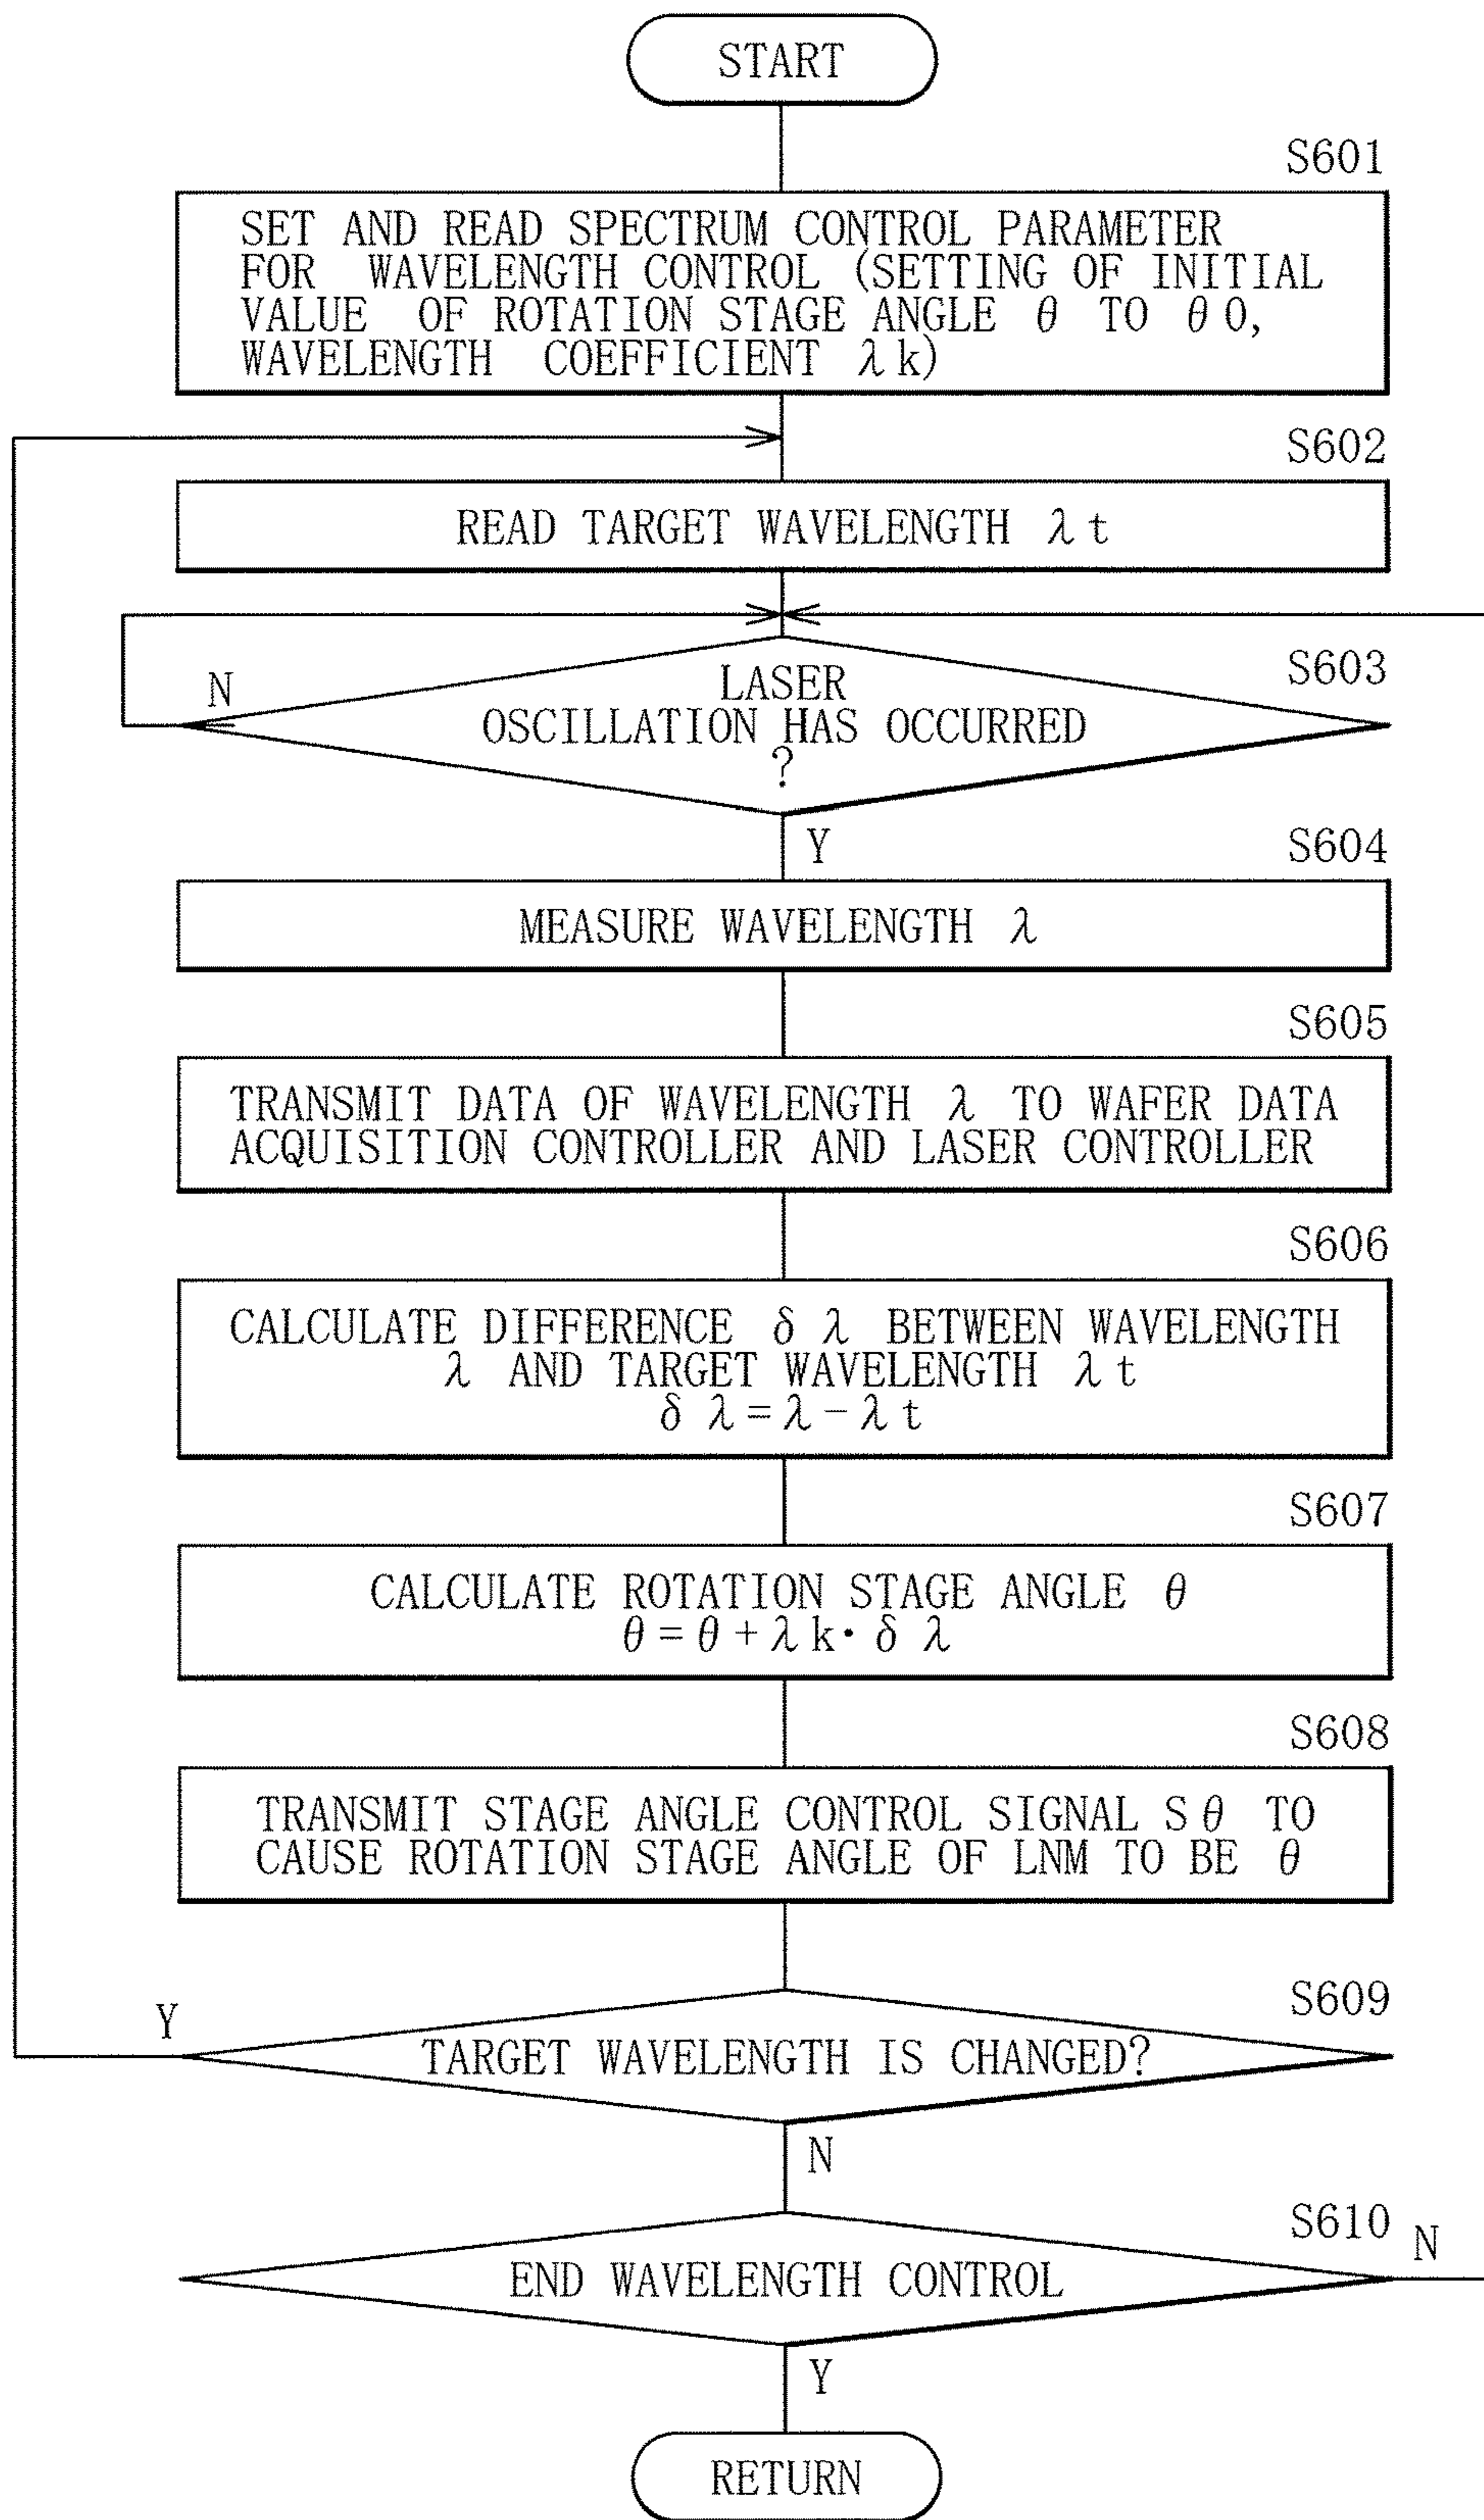 START
S601
SET AND READ SPECTRUM CONTROL PARAMETER
FOR WAVELENGTH CONTROL (SETTING OF INITIAL
VALUE OF ROTATION STAGE ANGLE θ TO θ0,
WAVELENGTH COEFFICIENT λk)
S602
READ TARGET WAVELENGTH λt
S603
N
LASER
OSCILLATION HAS OCCURRED
?
Y
S604
MEASURE WAVELENGTH λ
S605
TRANSMIT DATA OF WAVELENGTH λ TO WAFER DATA
ACQUISITION CONTROLLER AND LASER CONTROLLER
S606
CALCULATE DIFFERENCE δλ BETWEEN WAVELENGTH
λ AND TARGET WAVELENGTH λt
δλ=λ-λt
S607
CALCULATE ROTATION STAGE ANGLE θ
θ=θ+λk·δλ
S608
TRANSMIT STAGE ANGLE CONTROL SIGNAL Sθ TO
CAUSE ROTATION STAGE ANGLE OF LNM TO BE θ
S609
Y
TARGET WAVELENGTH IS CHANGED?
N
S610
N
END WAVELENGTH CONTROL
Y
RETURN